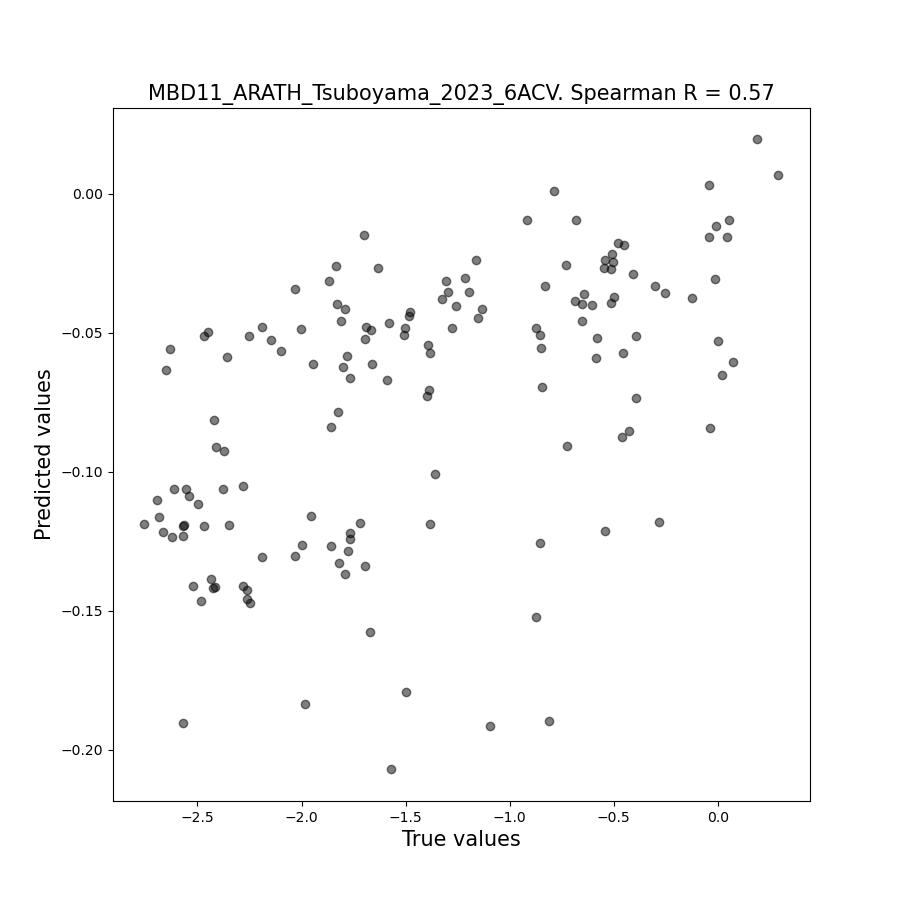 MBD11_ARATH_Tsuboyama_2023_6ACV. Spearman R = 0.57
0.00
−0.05
−0.10
−0.15
−0.20
Predicted values
−2.5 −2.0 −1.5 −1.0 −0.5 0.0
True values